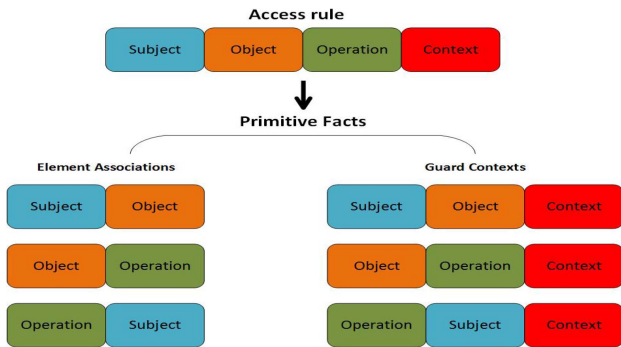 Access rule
Subject Object Operation Context
Primitive Facts
Element Associations
Guard Contexts
Subject Object
Subject Object Context
Object Operation
Object Operation Context
Operation Subject
Operation Subject Context